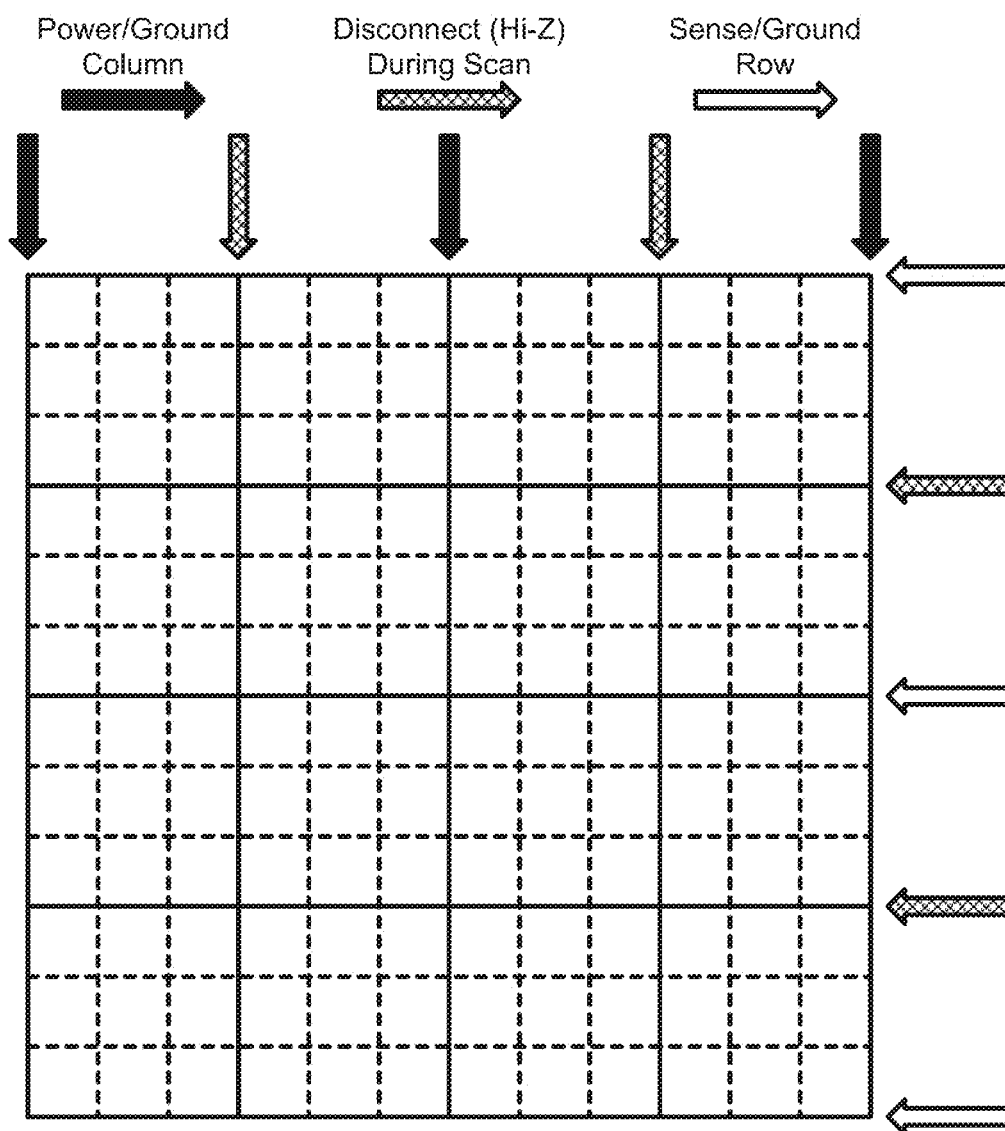 Power/Ground
Column
Disconnect (Hi-Z)
During Scan
Sense/Ground
Row